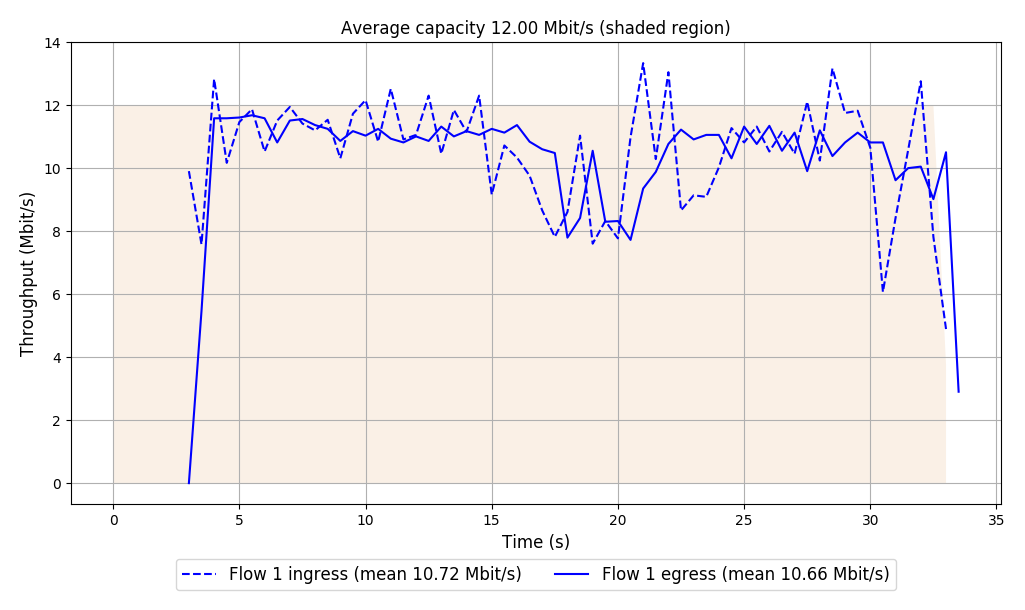 Average capacity 12.00 Mbit/s (shaded region)
Throughput (Mbit/s)
14
12
10
8
6
4
2
0
0 5 10 15 20 25 30 35
Time (s)
Flow 1 ingress (mean 10.72 Mbit/s) Flow 1 egress (mean 10.66 Mbit/s)